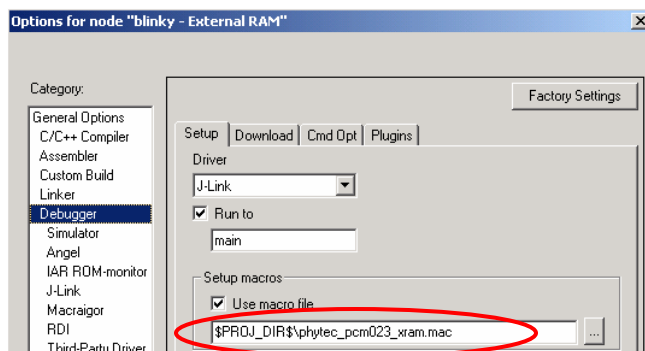 Options for node "blinky - External RAM"
Category:
Factory Settings
General Options
C/C++ Compiler
Assembler
Custom Build
Linker
Debugger
Simulator
Angel
IAR ROM-monitor
J-Link
Macraigor
RDI
Third-Party Driver
Setup Download Cmd Opt Plugins
Driver
J-Link
Run to
main
Setup macros
Use macro file
$PROJ_DIR$\phytec_pcm023_xram.mac
...